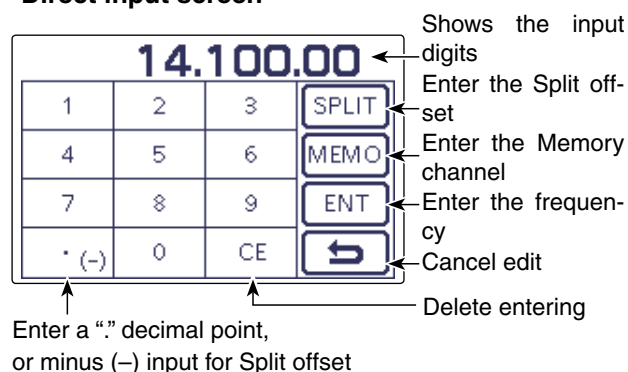 Direct input screen
14.100.00
Shows the input
digits
1 2 3 SPLIT
Enter the Split off-
set
4 5 6 MEMO
Enter the Memory
channel
7 8 9 ENT
Enter the frequen-
cy
. (–) 0 CE
Cancel edit
Delete entering
Enter a “.” decimal point,
or minus (–) input for Split offset